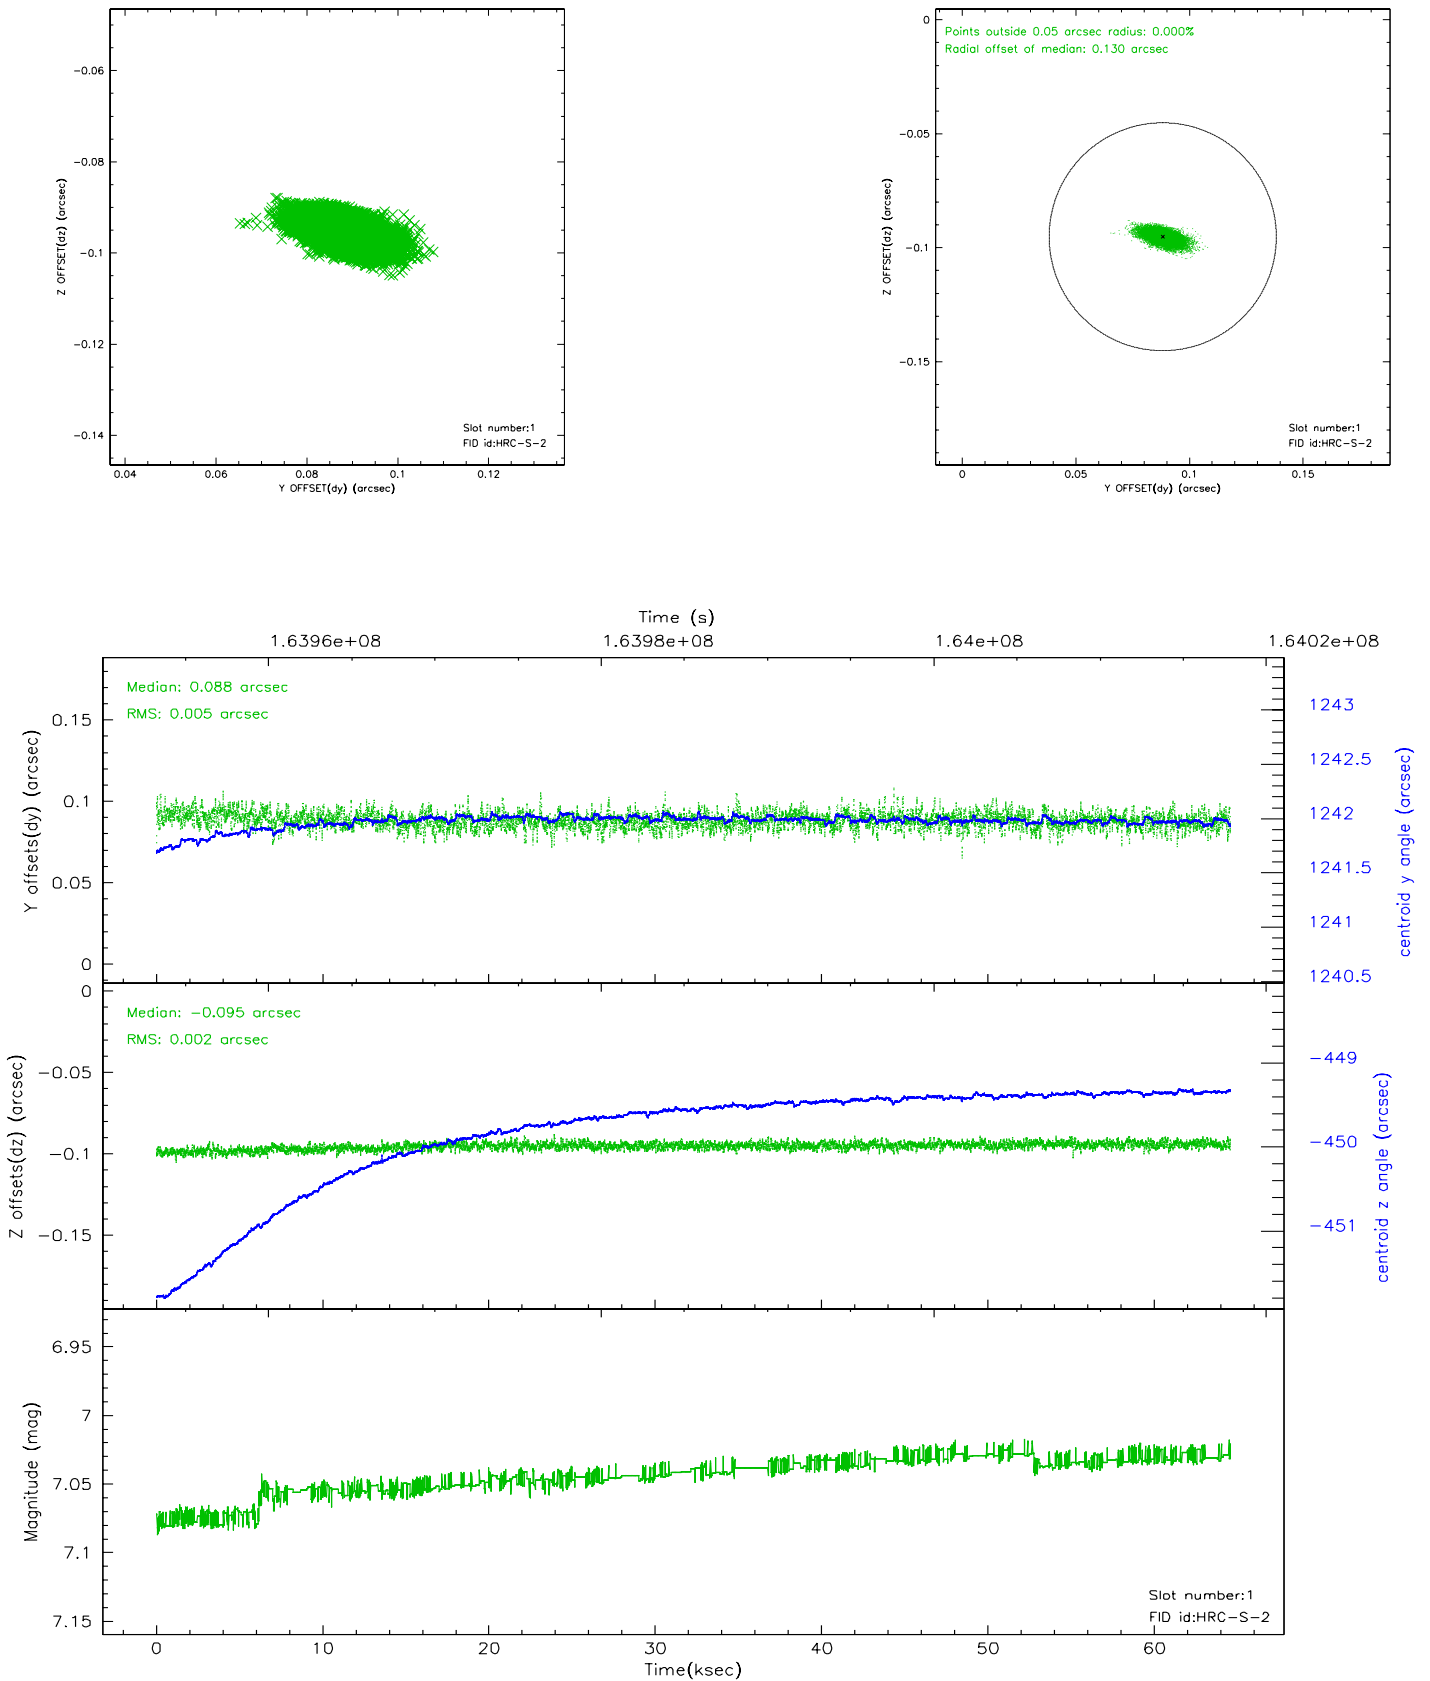 −0.06
−0.08
−0.1
−0.12
−0.14
Z OFFSET(dz) (arcsec)
Slot number:1
FID id:HRC−S−2
0.04 0.06 0.08 0.1 0.12
Y OFFSET(dy) (arcsec)
Points outside 0.05 arcsec radius: 0.000%
Radial offset of median: 0.130 arcsec
0
−0.05
−0.1
−0.15
Z OFFSET(dz) (arcsec)
Slot number:1
FID id:HRC−S−2
0 0.05 0.1 0.15
Y OFFSET(dy) (arcsec)
Time (s)
1.6396e+08 1.6398e+08 1.64e+08 1.6402e+08
Median: 0.088 arcsec
RMS: 0.005 arcsec
0.15
0.1
0.05
0
Y offsets(dy) (arcsec)
1243
1242.5
1242
1241.5
1241
1240.5
centroid y angle (arcsec)
Median: −0.095 arcsec
RMS: 0.002 arcsec
0
−0.05
−0.1
−0.15
Z offsets(dz) (arcsec)
−449
−450
−451
centroid z angle (arcsec)
6.95
7
7.05
7.1
7.15
Magnitude (mag)
Slot number:1
FID id:HRC−S−2
0 10 20 30 40 50 60
Time(ksec)